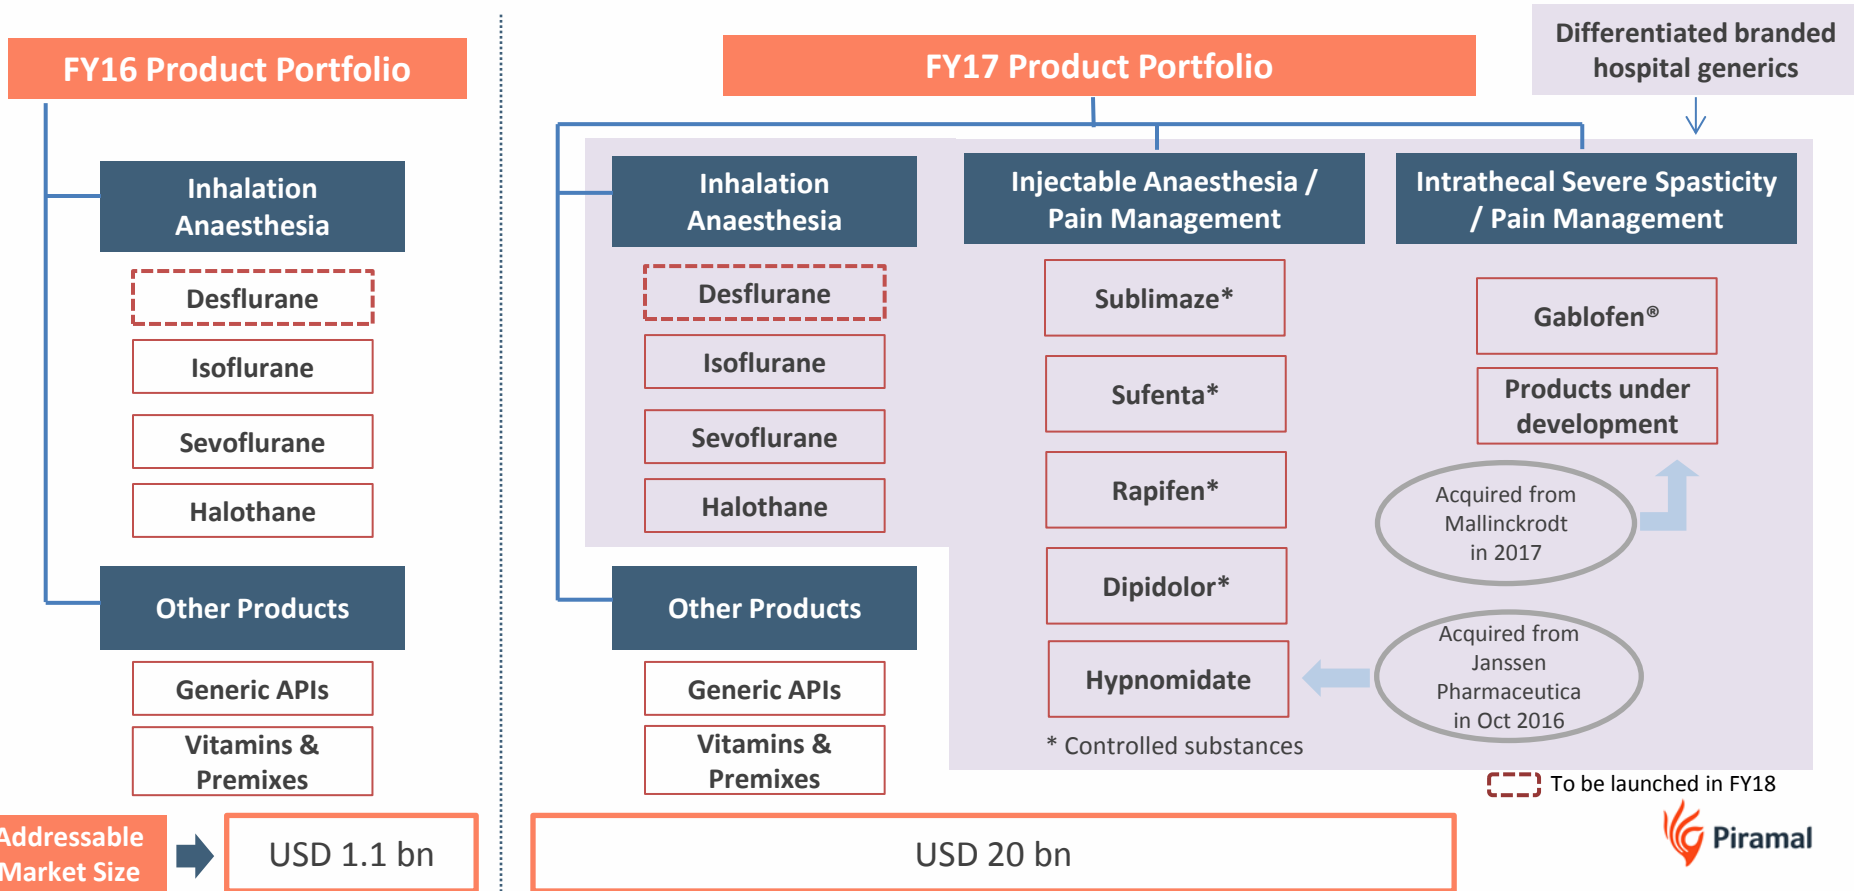 FY16 Product Portfolio
Inhalation
Anaesthesia
Desflurane
Isoflurane
Sevoflurane
Halothane
Other Products
Generic APIs
Vitamins &
Premixes
FY17 Product Portfolio
Differentiated branded
hospital generics
Inhalation
Anaesthesia
Desflurane
Isoflurane
Sevoflurane
Halothane
Other Products
Generic APIs
Vitamins &
Premixes
Injectable Anaesthesia /
Pain Management
Sublimaze*
Sufenta*
Rapifen*
Dipidolor*
Hypnomidate
* Controlled substances
Intrathecal Severe Spasticity
/ Pain Management
Gablofen®
Products under
development
Acquired from
Mallinckrodt
in 2017
Acquired from
Janssen
Pharmaceutica
in Oct 2016
To be launched in FY18
Addressable
Market Size
USD 1.1 bn
USD 20 bn
Piramal